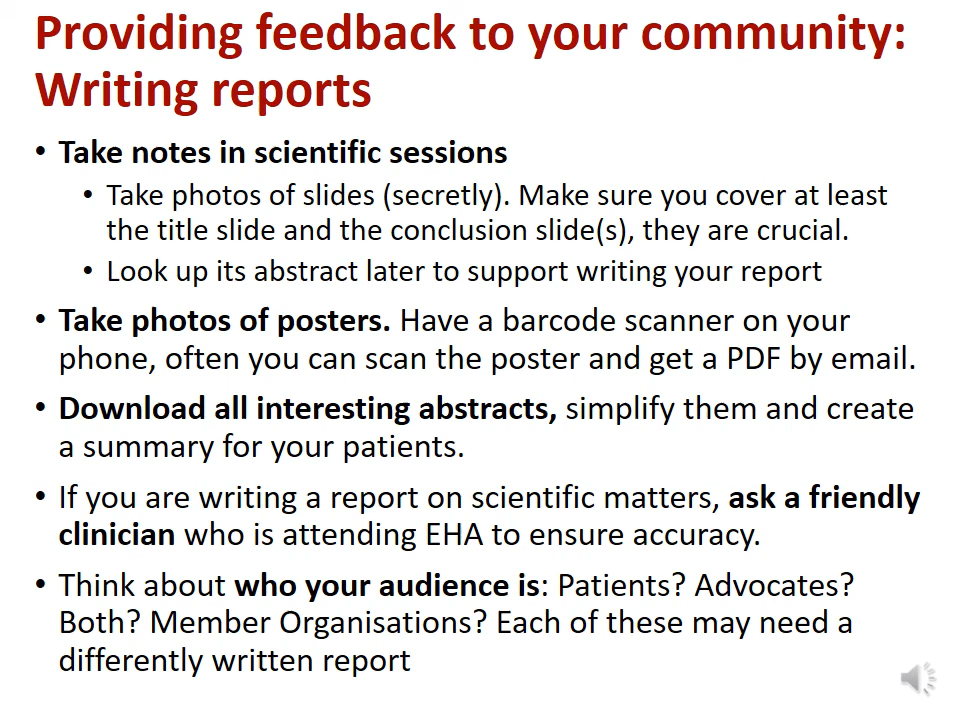 Providing feedback to your community:
Writing reports
• Take notes in scientific sessions
• Take photos of slides (secretly). Make sure you cover at least
the title slide and the conclusion slide(s), they are crucial.
• Look up its abstract later to support writing your report
• Take photos of posters. Have a barcode scanner on your
phone, often you can scan the poster and get a PDF by email.
• Download all interesting abstracts, simplify them and create
a summary for your patients.
• If you are writing a report on scientific matters, ask a friendly
clinician who is attending EHA to ensure accuracy.
• Think about who your audience is: Patients? Advocates?
Both? Member Organisations? Each of these may need a
differently written report